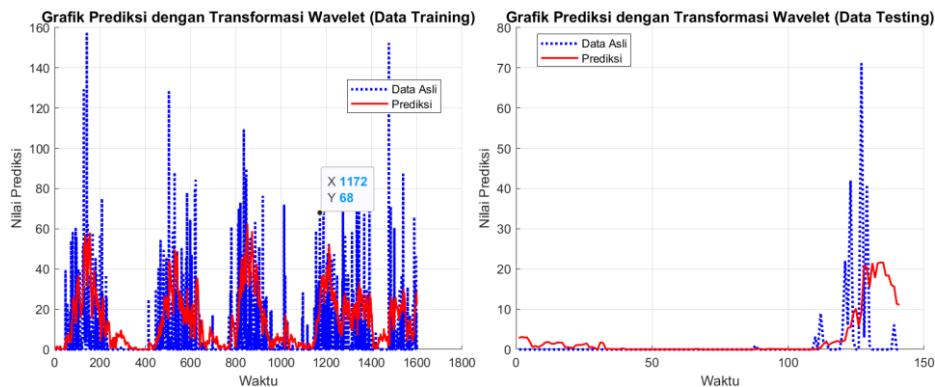 Grafik Prediksi dengan Transformasi Wavelet (Data Training)
160
140
120
100
80
60
40
20
0
Nilai Prediksi
Data Asli
Prediksi
X 1172
Y 68
0 200 400 600 800 1000 1200 1400 1600 1800
Waktu
Grafik Prediksi dengan Transformasi Wavelet (Data Testing)
80
70
60
50
40
30
20
10
0
Nilai Prediksi
Data Asli
Prediksi
0 50 100 150
Waktu